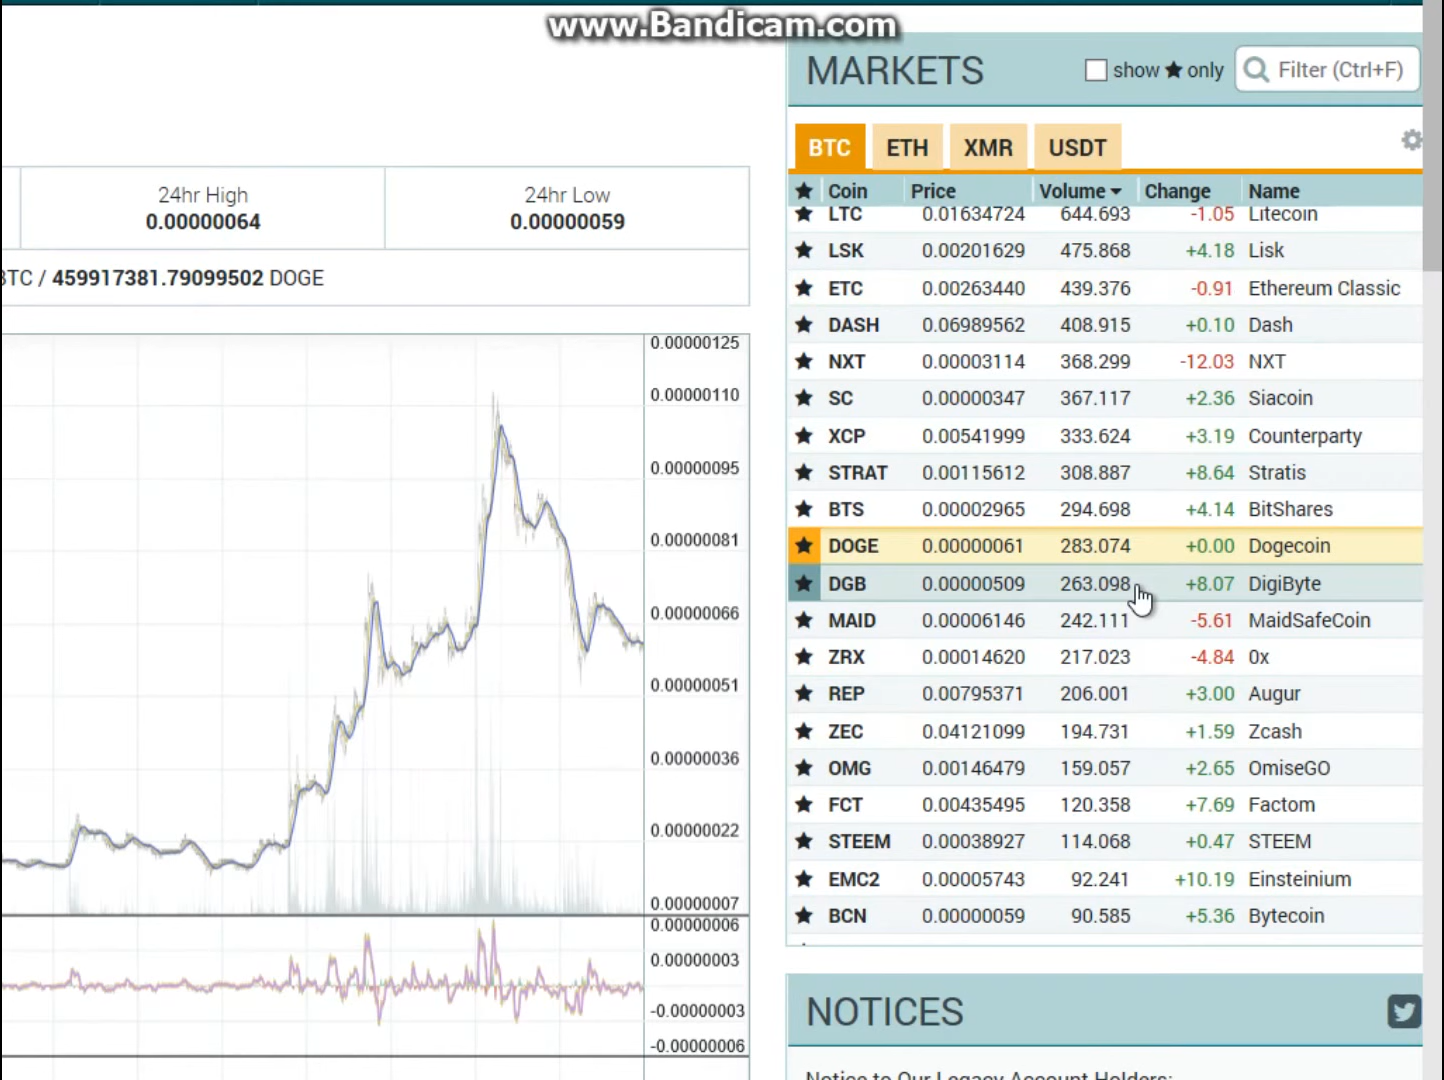 www.Bandicam.com
MARKETS
show ★ only
Filter (Ctrl+F)
BTC ETH XMR USDT
★ Coin Price Volume Change Name
LTC 0.01634724 644.693 -1.05 Litecoin
LSK 0.00201629 475.868 +4.18 Lisk
ETC 0.00263440 439.376 -0.91 Ethereum Classic
DASH 0.06989562 408.915 +0.10 Dash
NXT 0.00003114 368.299 -12.03 NXT
SC 0.00000347 367.117 +2.36 Siacoin
XCP 0.00541999 333.624 +3.19 Counterparty
STRAT 0.00115612 308.887 +8.64 Stratis
BTS 0.00002965 294.698 +4.14 BitShares
DOGE 0.00000061 283.074 +0.00 Dogecoin
DGB 0.00000509 263.098 +8.07 DigiByte
MAID 0.00006146 242.111 -5.61 MaidSafeCoin
ZRX 0.00014620 217.023 -4.84 0x
REP 0.00795371 206.001 +3.00 Augur
ZEC 0.04121099 194.731 +1.59 Zcash
OMG 0.00146479 159.057 +2.65 OmiseGO
FCT 0.00435495 120.358 +7.69 Factom
STEEM 0.00038927 114.068 +0.47 STEEM
EMC2 0.00005743 92.241 +10.19 Einsteinium
BCN 0.00000059 90.585 +5.36 Bytecoin
NOTICES
Notice to Our Legacy Account Holders:
24hr High
0.00000064
24hr Low
0.00000059
BTC / 459917381.79099502 DOGE
0.00000125
0.00000110
0.00000095
0.00000081
0.00000066
0.00000051
0.00000036
0.00000022
0.00000007
0.00000006
0.00000003
-0.00000003
-0.00000006